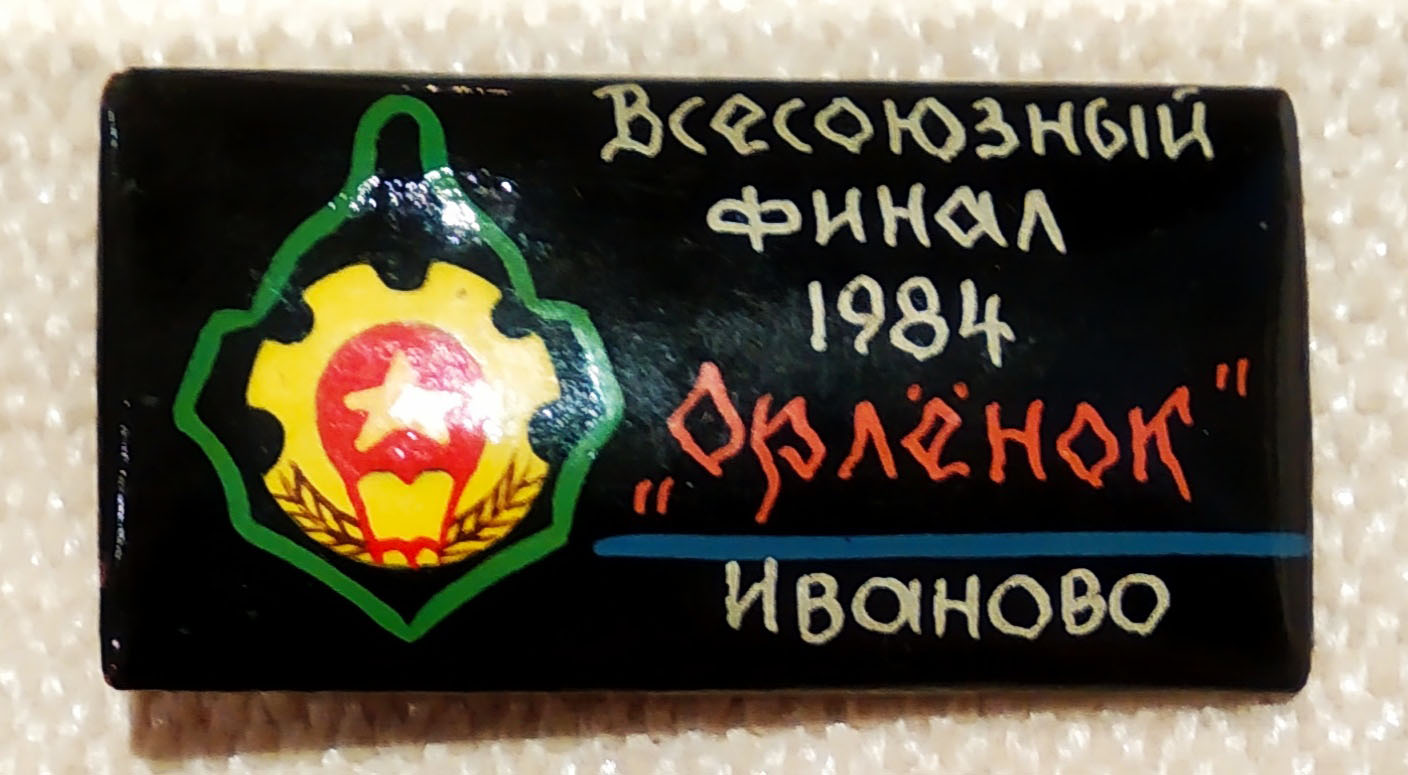 Всесоюзный
финал
1984
„Орлёнок"
Иваново